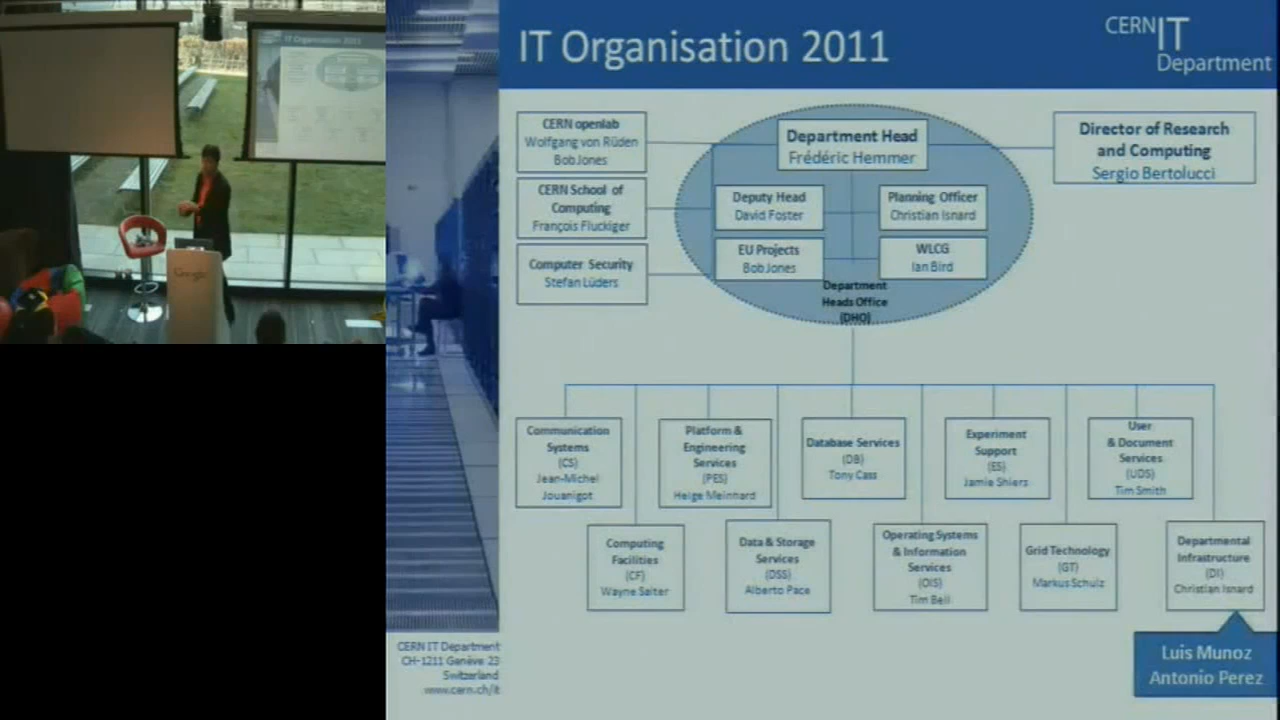 IT Organisation 2011
CERN IT
Department
CERN openlab
Wolfgang von Rüden
Bob Jones
Department Head
Frédéric Hemmer
Director of Research
and Computing
Sergio Bertolucci
CERN School of
Computing
François Fluckiger
Deputy Head
David Foster
Planning Officer
Christian Isnard
Computer Security
Stefan Lüders
EU Projects
Bob Jones
WLCG
Ian Bird
Department
Heads Office
(DHO)
Communication
Systems
(CS)
Jean-Michel
Jouanigot
Platform &
Engineering
Services
(PES)
Helge Meinhard
Database Services
(DB)
Tony Cass
Experiment
Support
(ES)
Jamie Shiers
User
& Document
Services
(UDS)
Tim Smith
Computing
Facilities
(CF)
Wayne Salter
Data & Storage
Services
(DSS)
Alberto Pace
Operating Systems
& Information
Services
(OIS)
Tim Bell
Grid Technology
(GT)
Markus Schulz
Departmental
Infrastructure
(DI)
Christian Isnard
Luis Munoz
Antonio Perez
CERN IT Department
CH-1211 Genève 23
Switzerland
www.cern.ch/it
IT Organisation 2011
Google